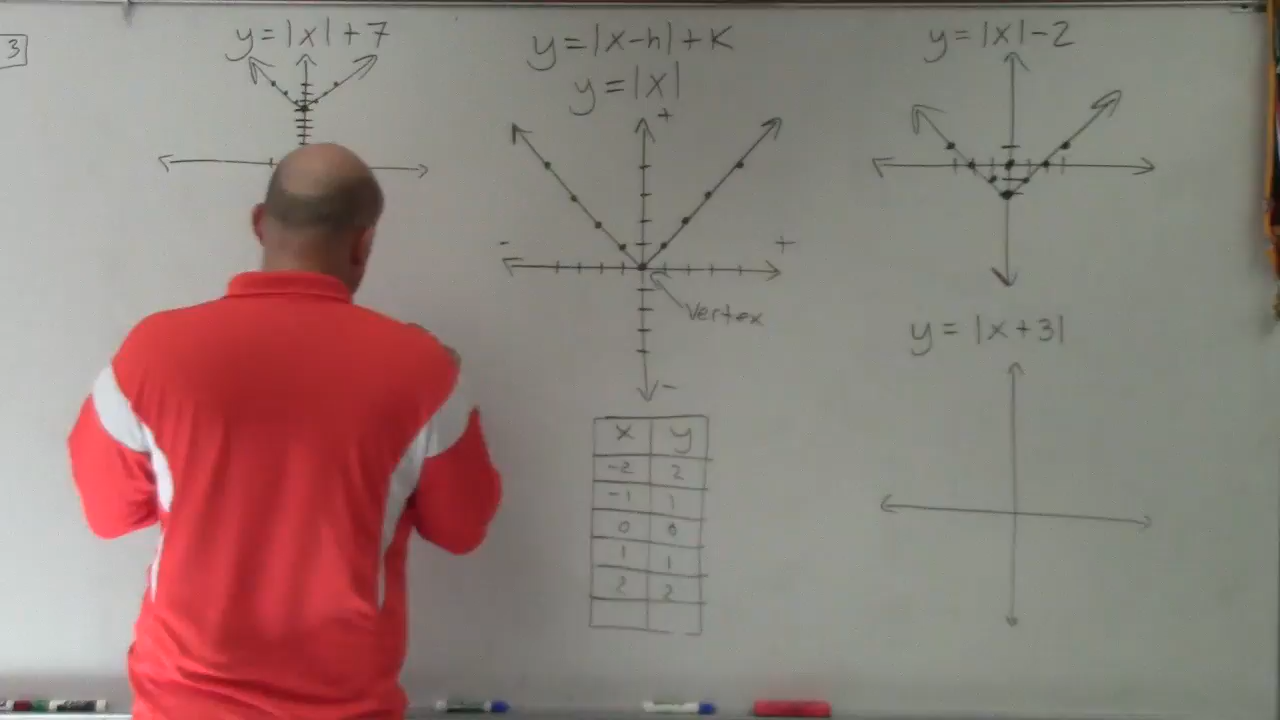 3
y=|x|+7
y=|x-h|+k
y=|x|
+
-
+
Vertex
-
x y
-2 2
-1 1
0 0
1 1
2 2
y=|x|-2
y=|x+3|